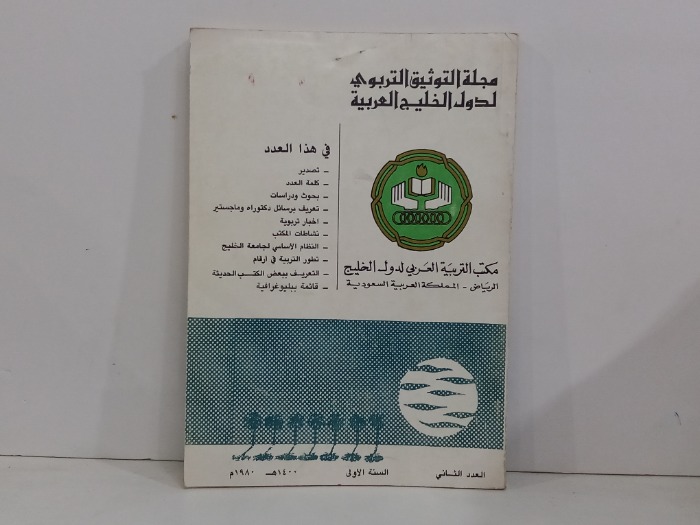 مجلة التوثيق التربوي
لدول الخليج العربية
في هذا العدد
- تصدير
- كلمة العدد
- بحوث ودراسات
- تعريف برسائل دكتوراه وماجستير
- اخبار تربوية
- نشاطات المكتب
- النظام الأساسي لجامعة الخليج
- تطور التربية في أرقام
- التعريف ببعض الكتب الحديثة
- قائمة ببليوغرافية
مكتب التربية العربي لدول الخليج
الرياض - المملكة العربية السعودية
العدد الثاني
السنة الأولى
١٤٠٠هـ - ١٩٨٠م